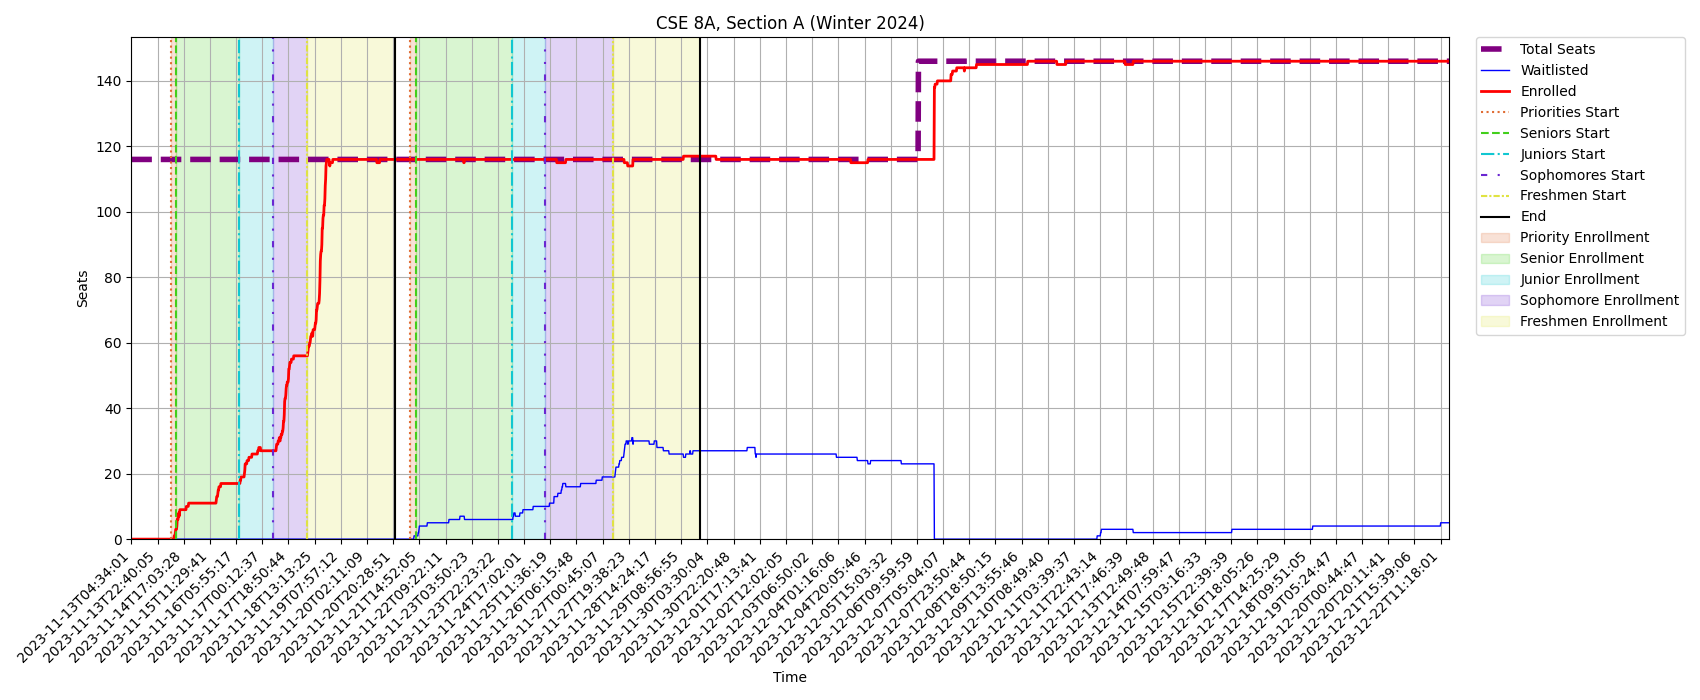 CSE 8A, Section A (Winter 2024)
Seats
140
120
100
80
60
40
20
0
2023-11-13T04:34:01
2023-11-13T22:40:05
2023-11-14T17:03:28
2023-11-15T11:29:41
2023-11-16T05:55:17
2023-11-17T00:12:37
2023-11-17T18:50:44
2023-11-18T13:13:25
2023-11-19T07:57:12
2023-11-20T02:11:09
2023-11-20T20:28:51
2023-11-21T14:52:05
2023-11-22T09:22:11
2023-11-23T03:50:23
2023-11-23T22:23:22
2023-11-24T17:02:01
2023-11-25T11:36:19
2023-11-26T06:15:48
2023-11-27T00:45:07
2023-11-27T19:38:23
2023-11-28T14:24:17
2023-11-29T08:56:55
2023-11-30T03:30:04
2023-11-30T22:20:48
2023-12-01T17:13:41
2023-12-02T12:02:05
2023-12-03T06:50:02
2023-12-04T01:16:06
2023-12-04T20:05:46
2023-12-05T15:03:32
2023-12-06T09:59:59
2023-12-07T05:04:07
2023-12-07T23:50:44
2023-12-08T18:50:15
2023-12-09T13:55:46
2023-12-10T08:49:40
2023-12-11T03:39:37
2023-12-11T22:43:14
2023-12-12T17:46:39
2023-12-13T12:49:48
2023-12-14T07:59:47
2023-12-15T03:16:33
2023-12-15T22:39:39
2023-12-16T18:05:26
2023-12-17T14:25:29
2023-12-18T09:51:05
2023-12-19T05:24:47
2023-12-20T00:44:47
2023-12-20T20:11:41
2023-12-21T15:39:06
2023-12-22T11:18:01
Time
Total Seats
Waitlisted
Enrolled
Priorities Start
Seniors Start
Juniors Start
Sophomores Start
Freshmen Start
End
Priority Enrollment
Senior Enrollment
Junior Enrollment
Sophomore Enrollment
Freshmen Enrollment